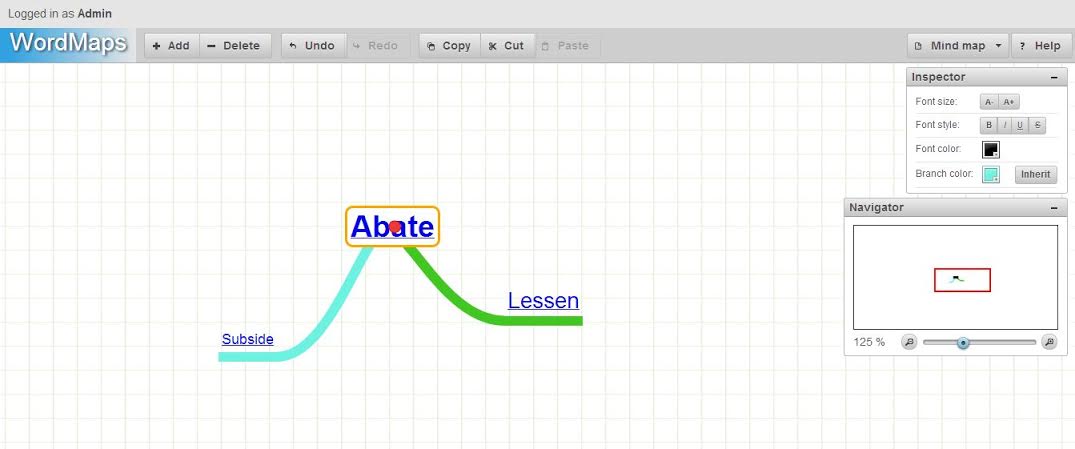 Logged in as Admin
WordMaps
Add
Delete
Undo
Redo
Copy
Cut
Paste
Mind map
? Help
Inspector
Font size: A- A+
Font style: B I U S
Font color:
Branch color: Inherit
Navigator
125 %
Abate
Lessen
Subside